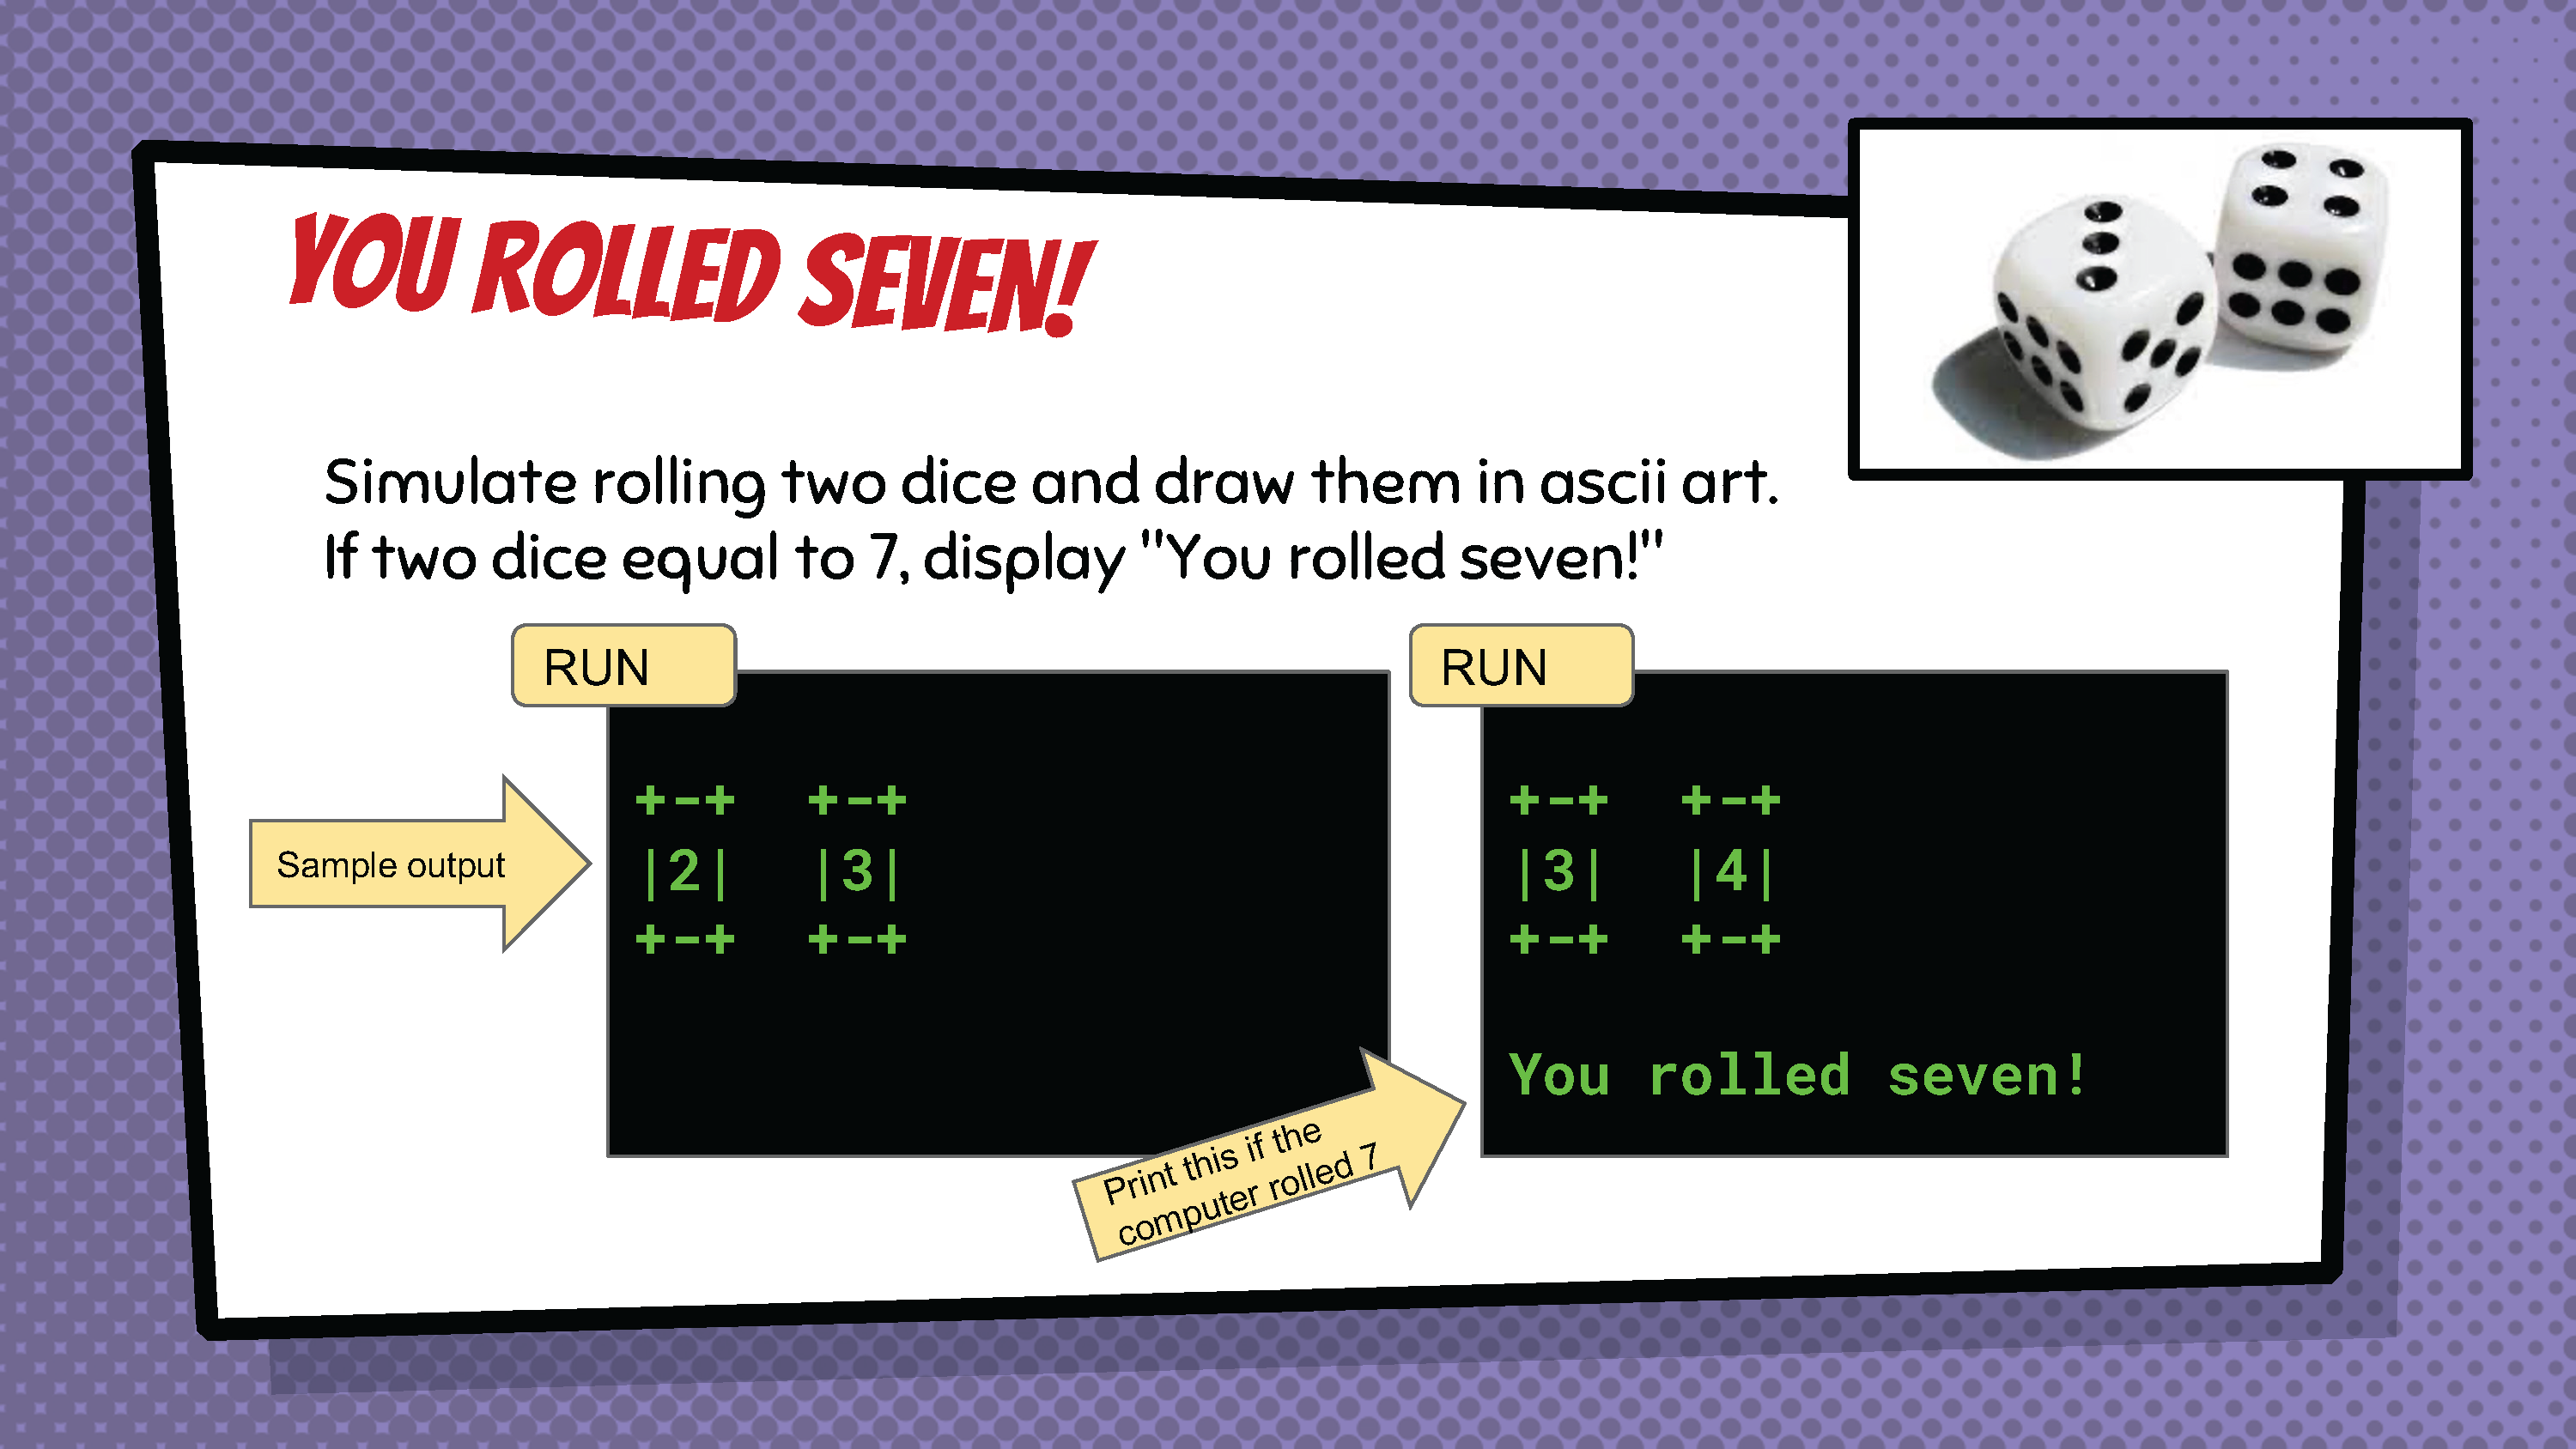 YOU ROLLED SEVEN!
Simulate rolling two dice and draw them in ascii art.
If two dice equal to 7, display "You rolled seven!"
RUN
Sample output
+-+  +-+
|2|  |3|
+-+  +-+
RUN
+-+  +-+
|3|  |4|
+-+  +-+
You rolled seven!
Print this if the
computer rolled 7